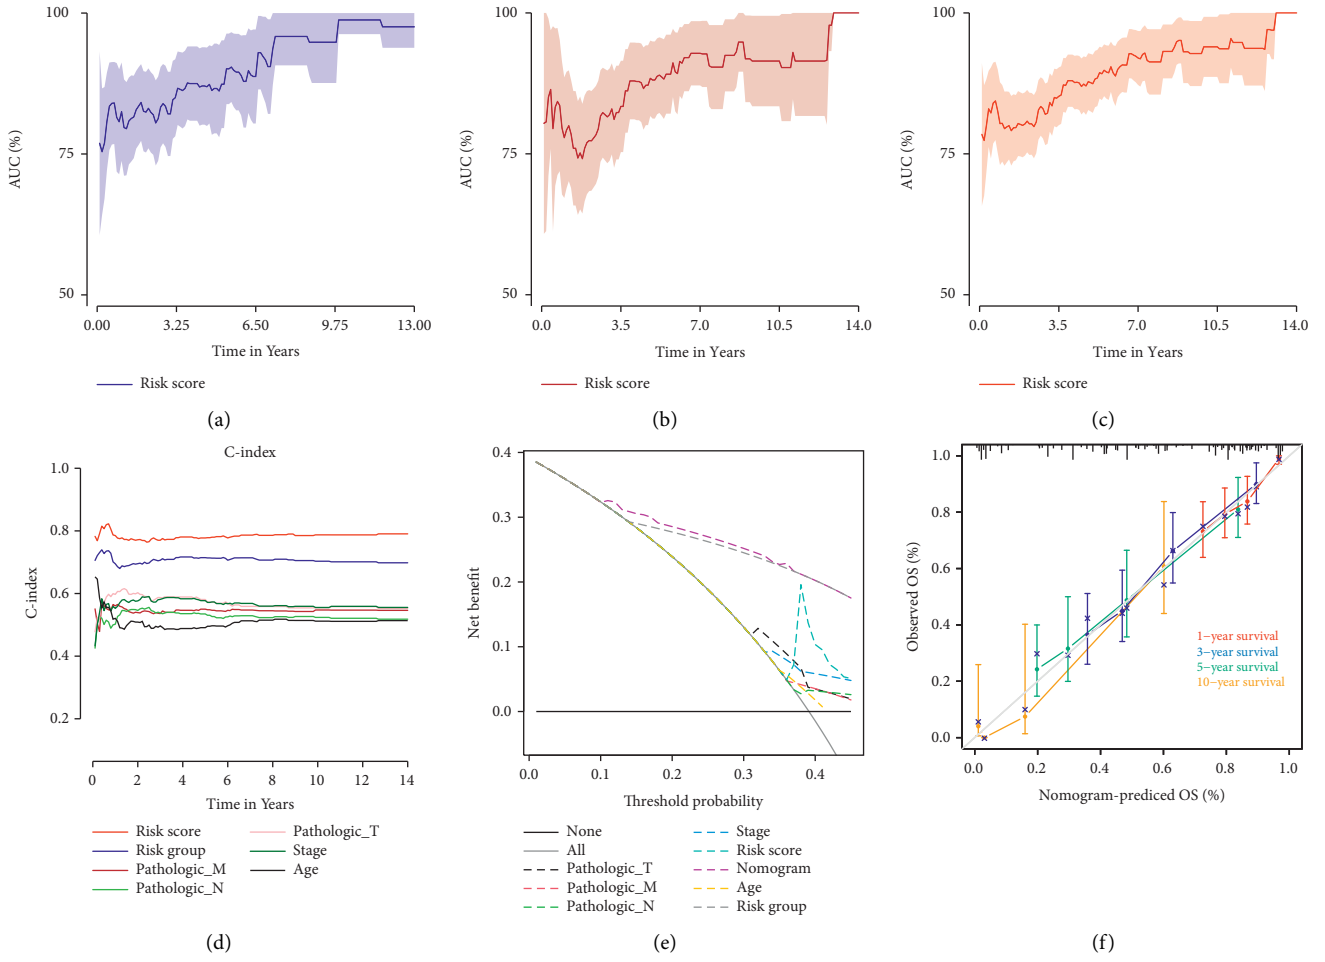 100
75
50
AUC (%)
0.00 3.25 6.50 9.75 13.00
Time in Years
Risk score
(a)
100
75
50
AUC (%)
0.0 3.5 7.0 10.5 14.0
Time in Years
Risk score
(b)
100
75
50
AUC (%)
0.0 3.5 7.0 10.5 14.0
Time in Years
Risk score
(c)
C-index
1.0
0.8
0.6
0.4
0.2
C-index
0 2 4 6 8 10 12 14
Time in Years
Risk score
Risk group
Pathologic_M
Pathologic_N
Pathologic_T
Stage
Age
(d)
0.4
0.3
0.2
0.1
0.0
Net benefit
0.0 0.1 0.2 0.3 0.4
Threshold probability
None
All
Pathologic_T
Pathologic_M
Pathologic_N
Stage
Risk score
Nomogram
Age
Risk group
(e)
1.0
0.8
0.6
0.4
0.2
0.0
Observed OS (%)
1-year survival
3-year survival
5-year survival
10-year survival
0.0 0.2 0.4 0.6 0.8 1.0
Nomogram-prediced OS (%)
(f)